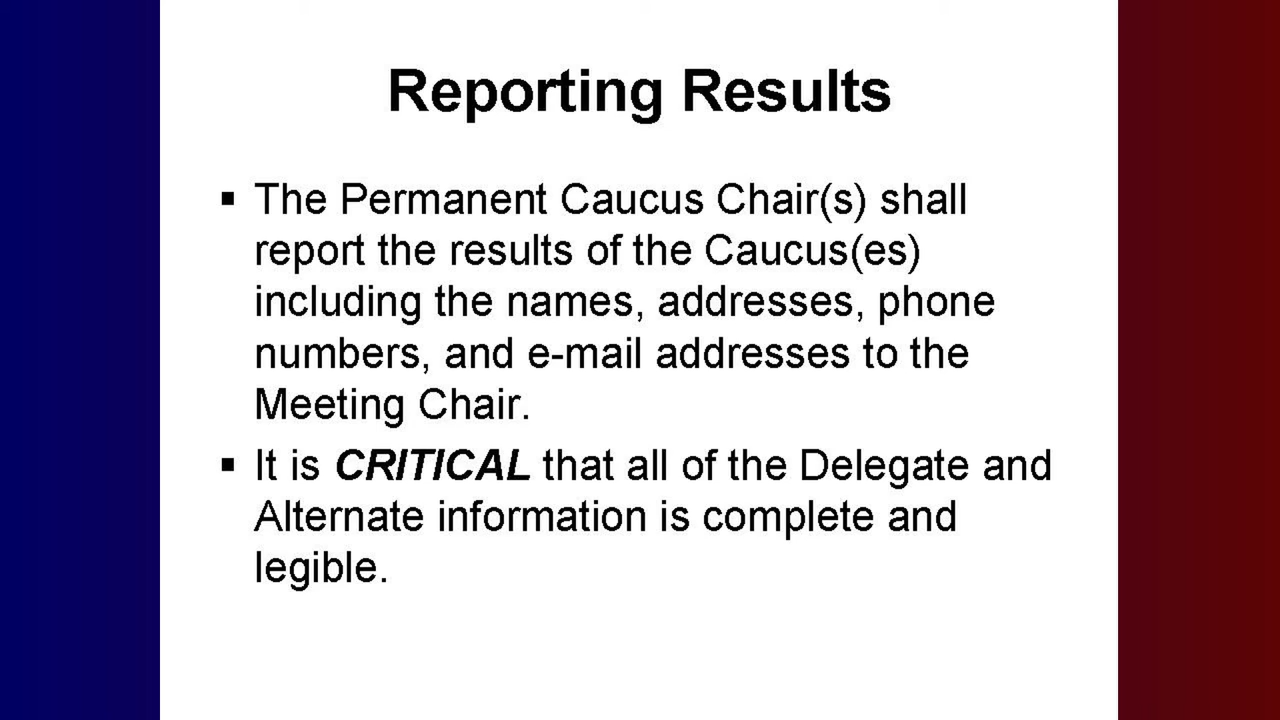 Reporting Results
▪ The Permanent Caucus Chair(s) shall
report the results of the Caucus(es)
including the names, addresses, phone
numbers, and e-mail addresses to the
Meeting Chair.
▪ It is CRITICAL that all of the Delegate and
Alternate information is complete and
legible.